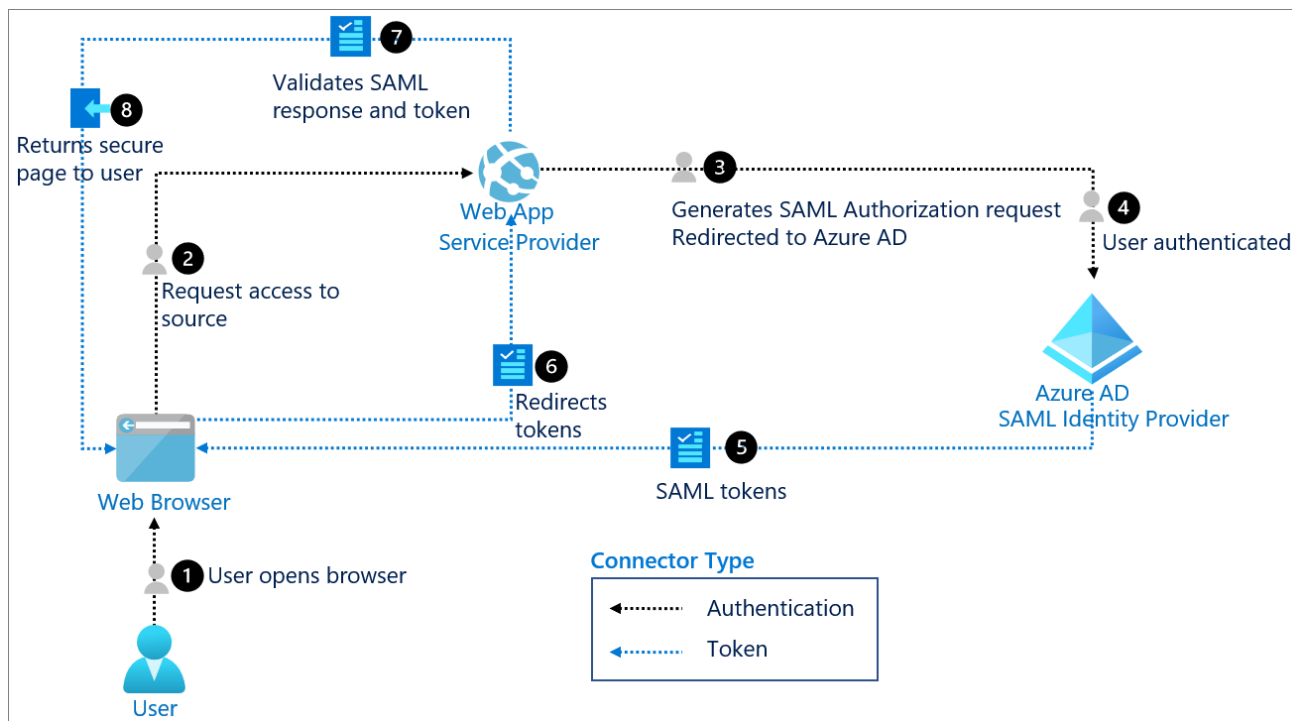 7
Validates SAML
response and token
8
Returns secure
page to user
Web App
Service Provider
3
Generates SAML Authorization request
Redirected to Azure AD
4
User authenticated
2
Request access to
source
6
Redirects
tokens
Azure AD
SAML Identity Provider
5
SAML tokens
Web Browser
1
User opens browser
User
Connector Type
Authentication
Token